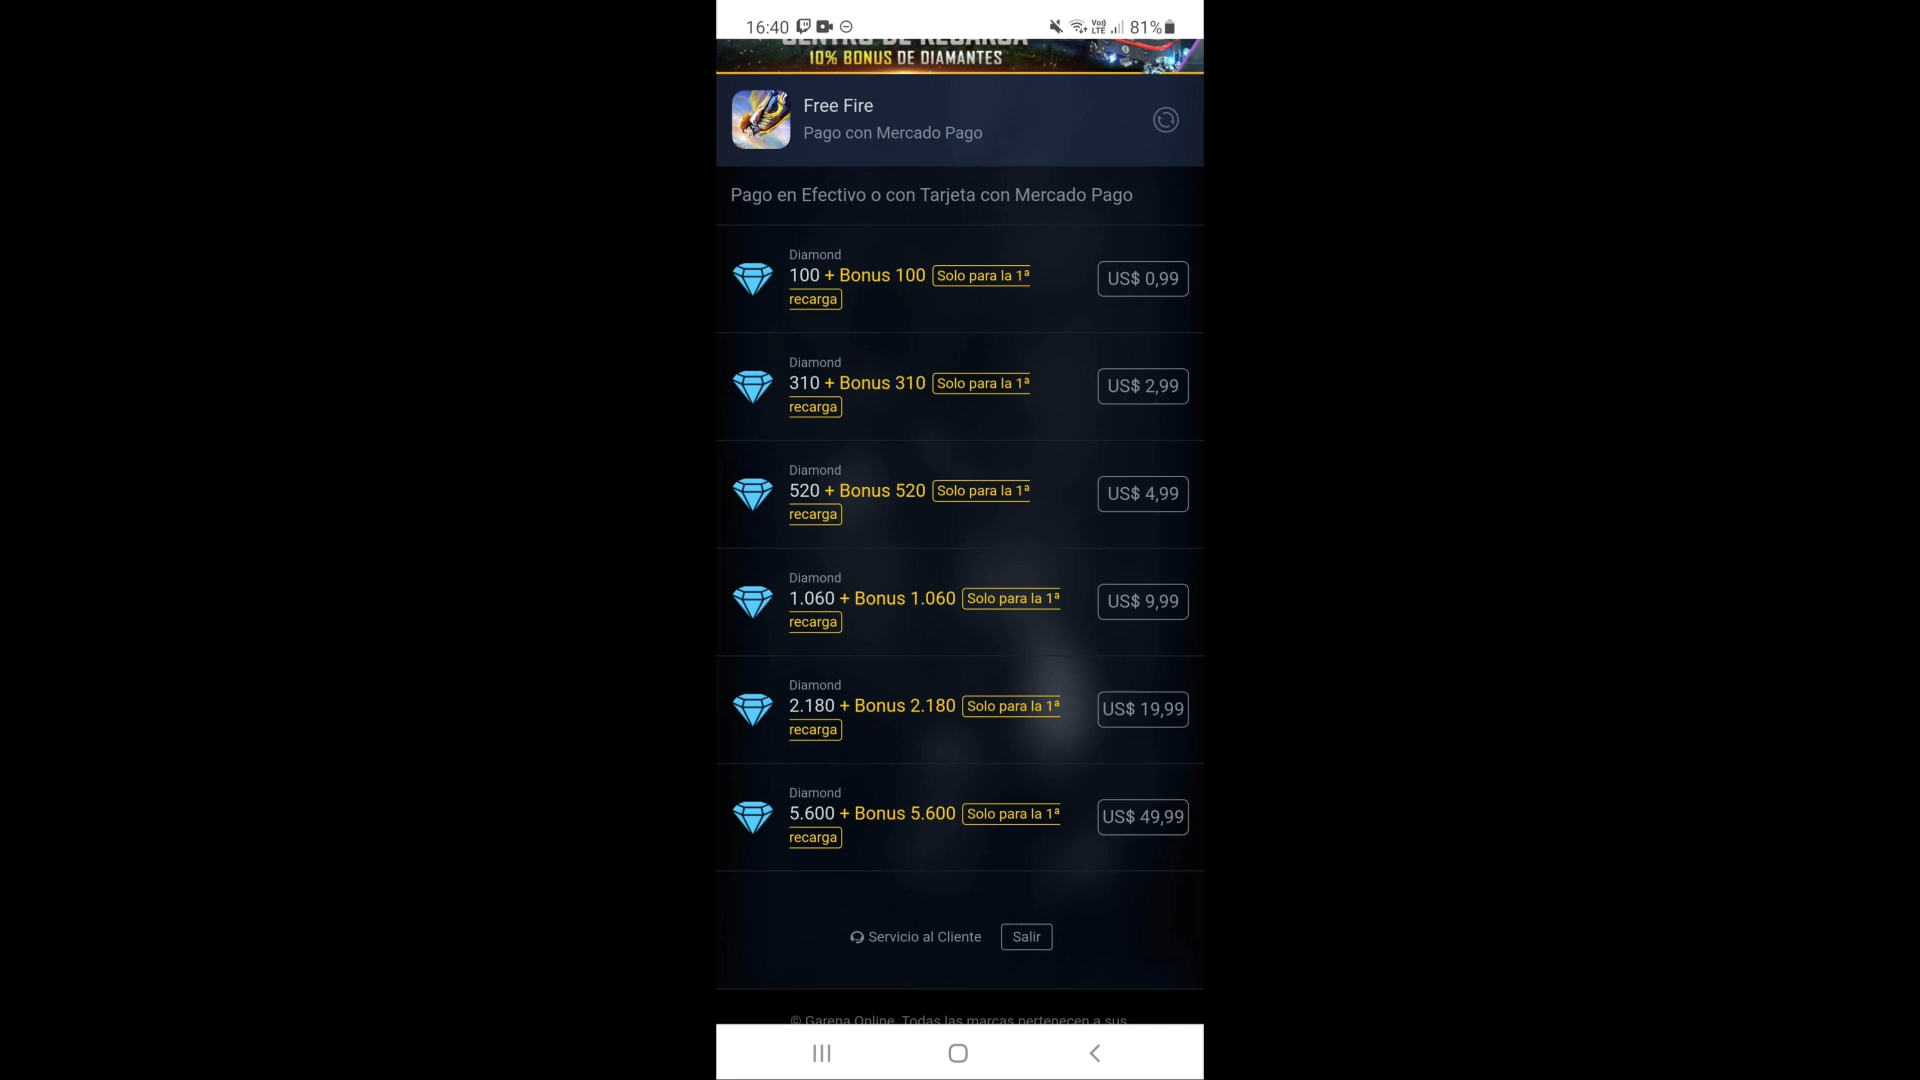 16:40
Vo))
LTE
81%
CENTRO DE RECARGA
10% BONUS DE DIAMANTES
Free Fire
Pago con Mercado Pago
Pago en Efectivo o con Tarjeta con Mercado Pago
Diamond
100 + Bonus 100 Solo para la 1ª
recarga
US$ 0,99
Diamond
310 + Bonus 310 Solo para la 1ª
recarga
US$ 2,99
Diamond
520 + Bonus 520 Solo para la 1ª
recarga
US$ 4,99
Diamond
1.060 + Bonus 1.060 Solo para la 1ª
recarga
US$ 9,99
Diamond
2.180 + Bonus 2.180 Solo para la 1ª
recarga
US$ 19,99
Diamond
5.600 + Bonus 5.600 Solo para la 1ª
recarga
US$ 49,99
Servicio al Cliente
Salir
© Garena Online. Todas las marcas pertenecen a sus